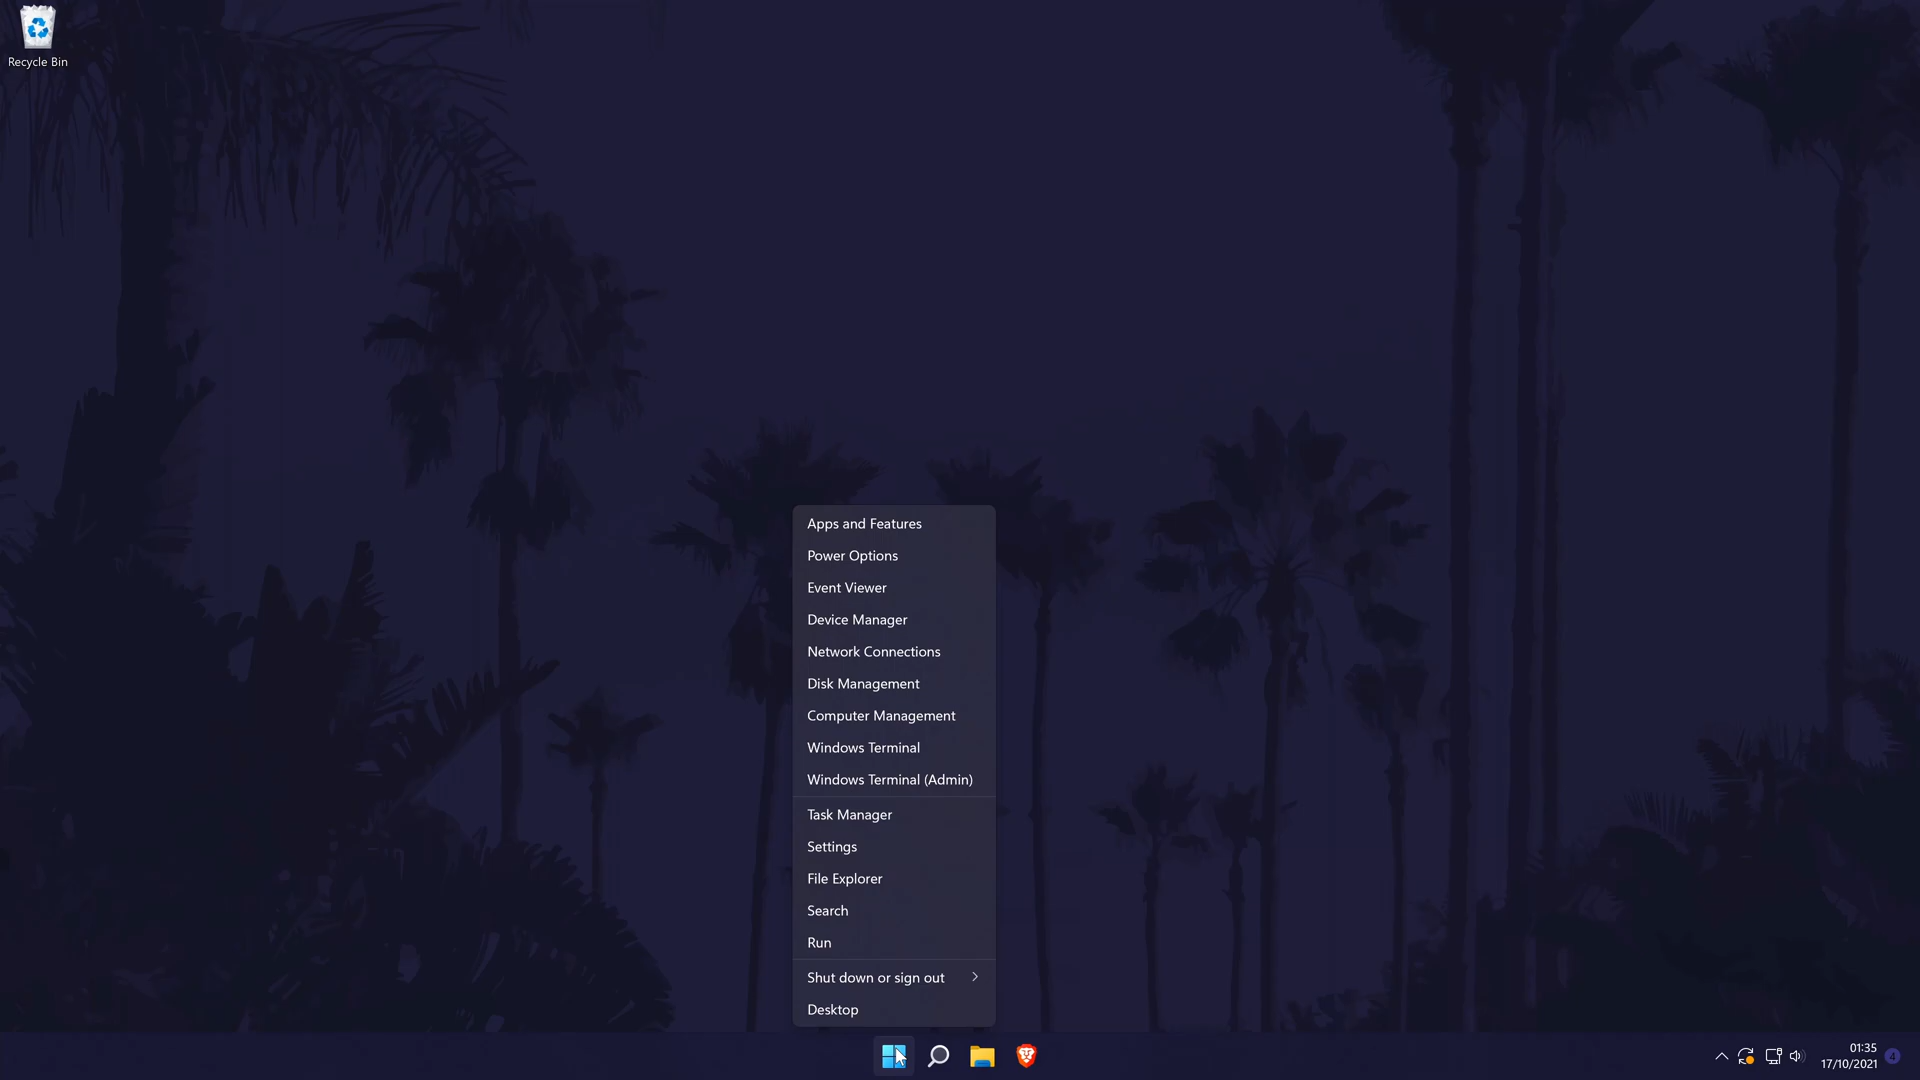 Recycle Bin
Apps and Features
Power Options
Event Viewer
Device Manager
Network Connections
Disk Management
Computer Management
Windows Terminal
Windows Terminal (Admin)
Task Manager
Settings
File Explorer
Search
Run
Shut down or sign out
Desktop
01:35
17/10/2021
4